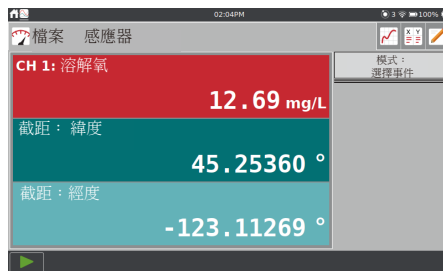 02:04PM
100%
檔案 感應器
X Y
CH 1: 溶解氧
12.69 mg/L
模式：
選擇事件
截距： 緯度
45.25360 °
截距：經度
-123.11269 °